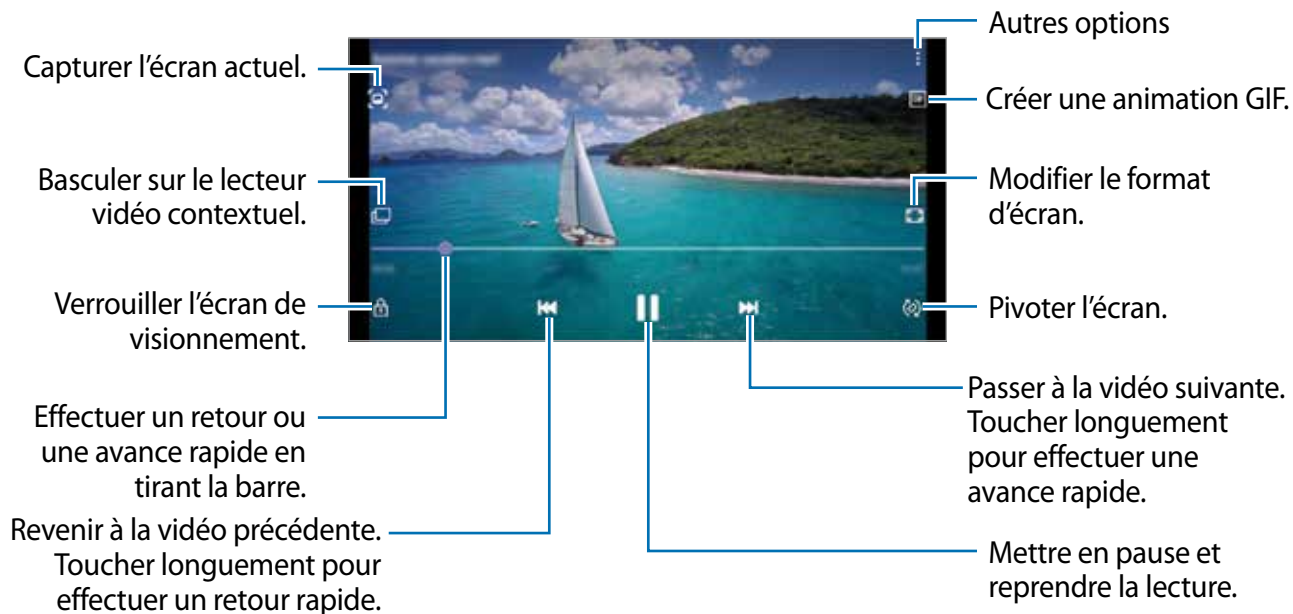 Autres options
Capturer l'écran actuel.
Créer une animation GIF.
Basculer sur le lecteur
vidéo contextuel.
Modifier le format
d'écran.
Verrouiller l'écran de
visionnement.
Pivoter l'écran.
Effectuer un retour ou
une avance rapide en
tirant la barre.
Passer à la vidéo suivante.
Toucher longuement
pour effectuer une
avance rapide.
Revenir à la vidéo précédente.
Toucher longuement pour
effectuer un retour rapide.
Mettre en pause et
reprendre la lecture.